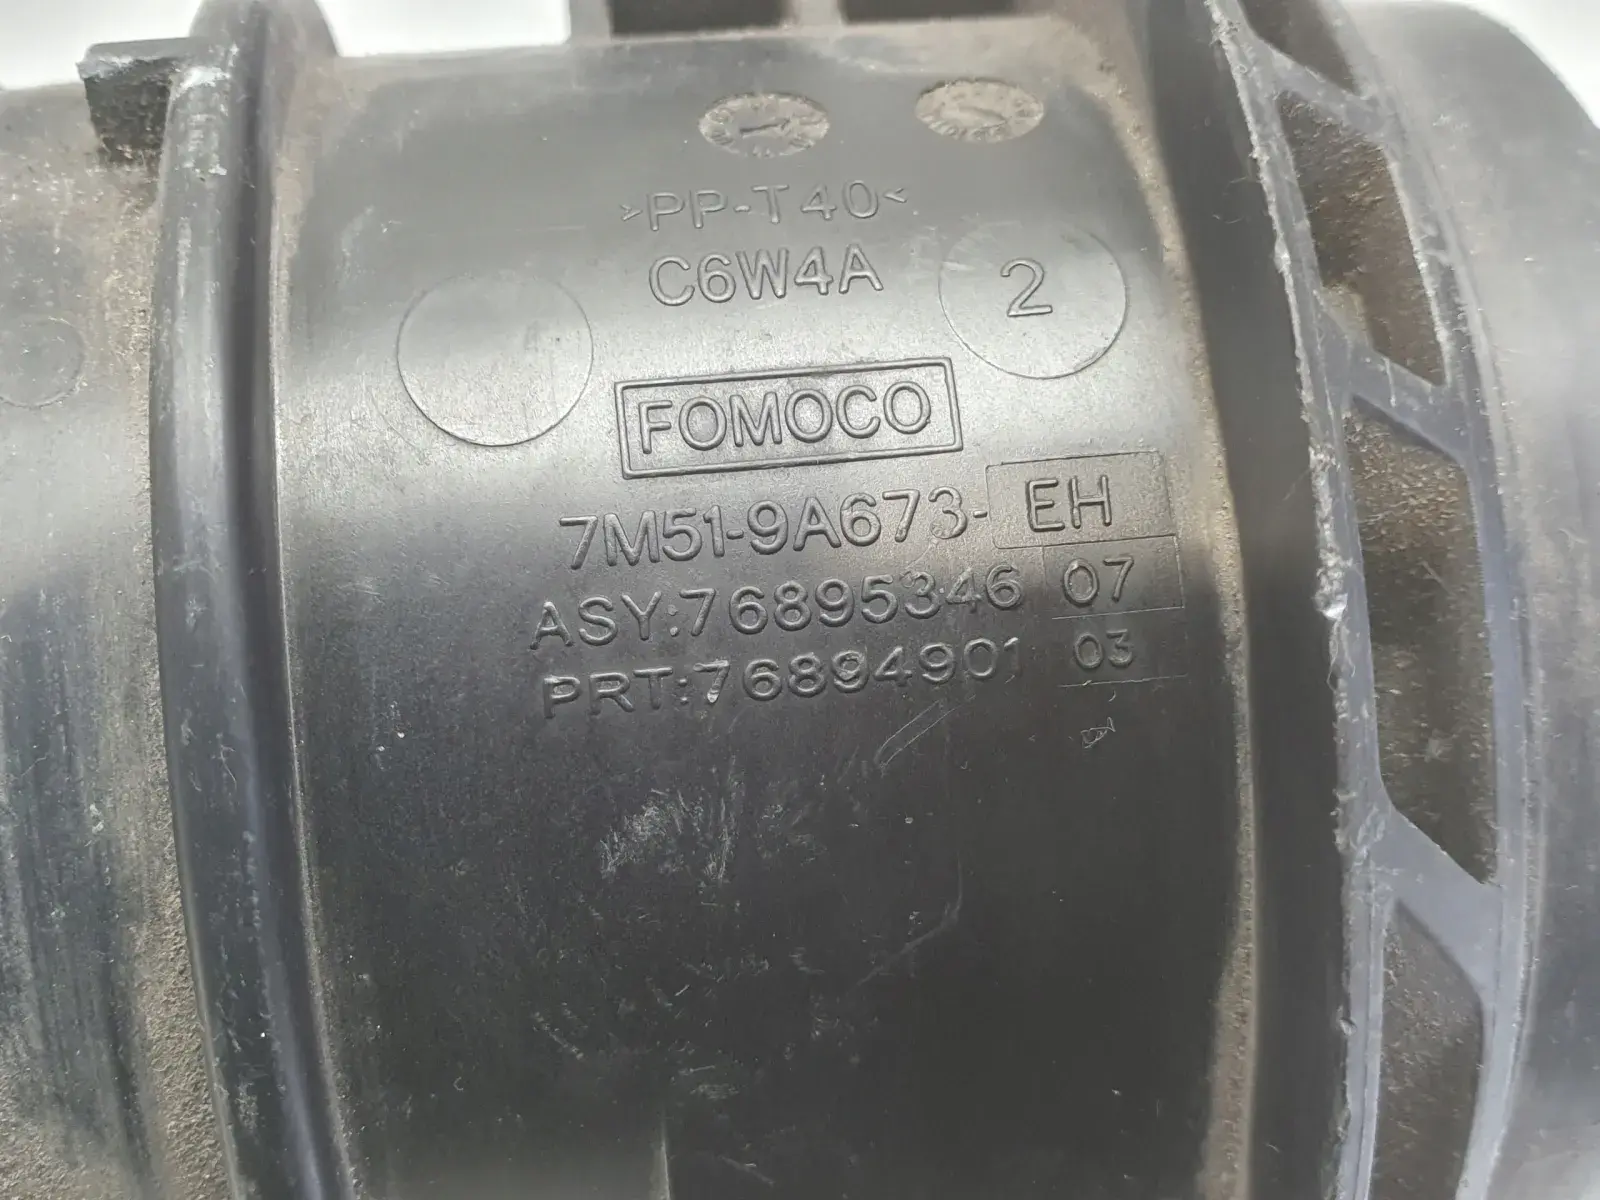 >PP-T40<
C6W4A
2
FOMOCO
7M51-9A673-EH
ASY:76895346 07
PRT:76894901 03